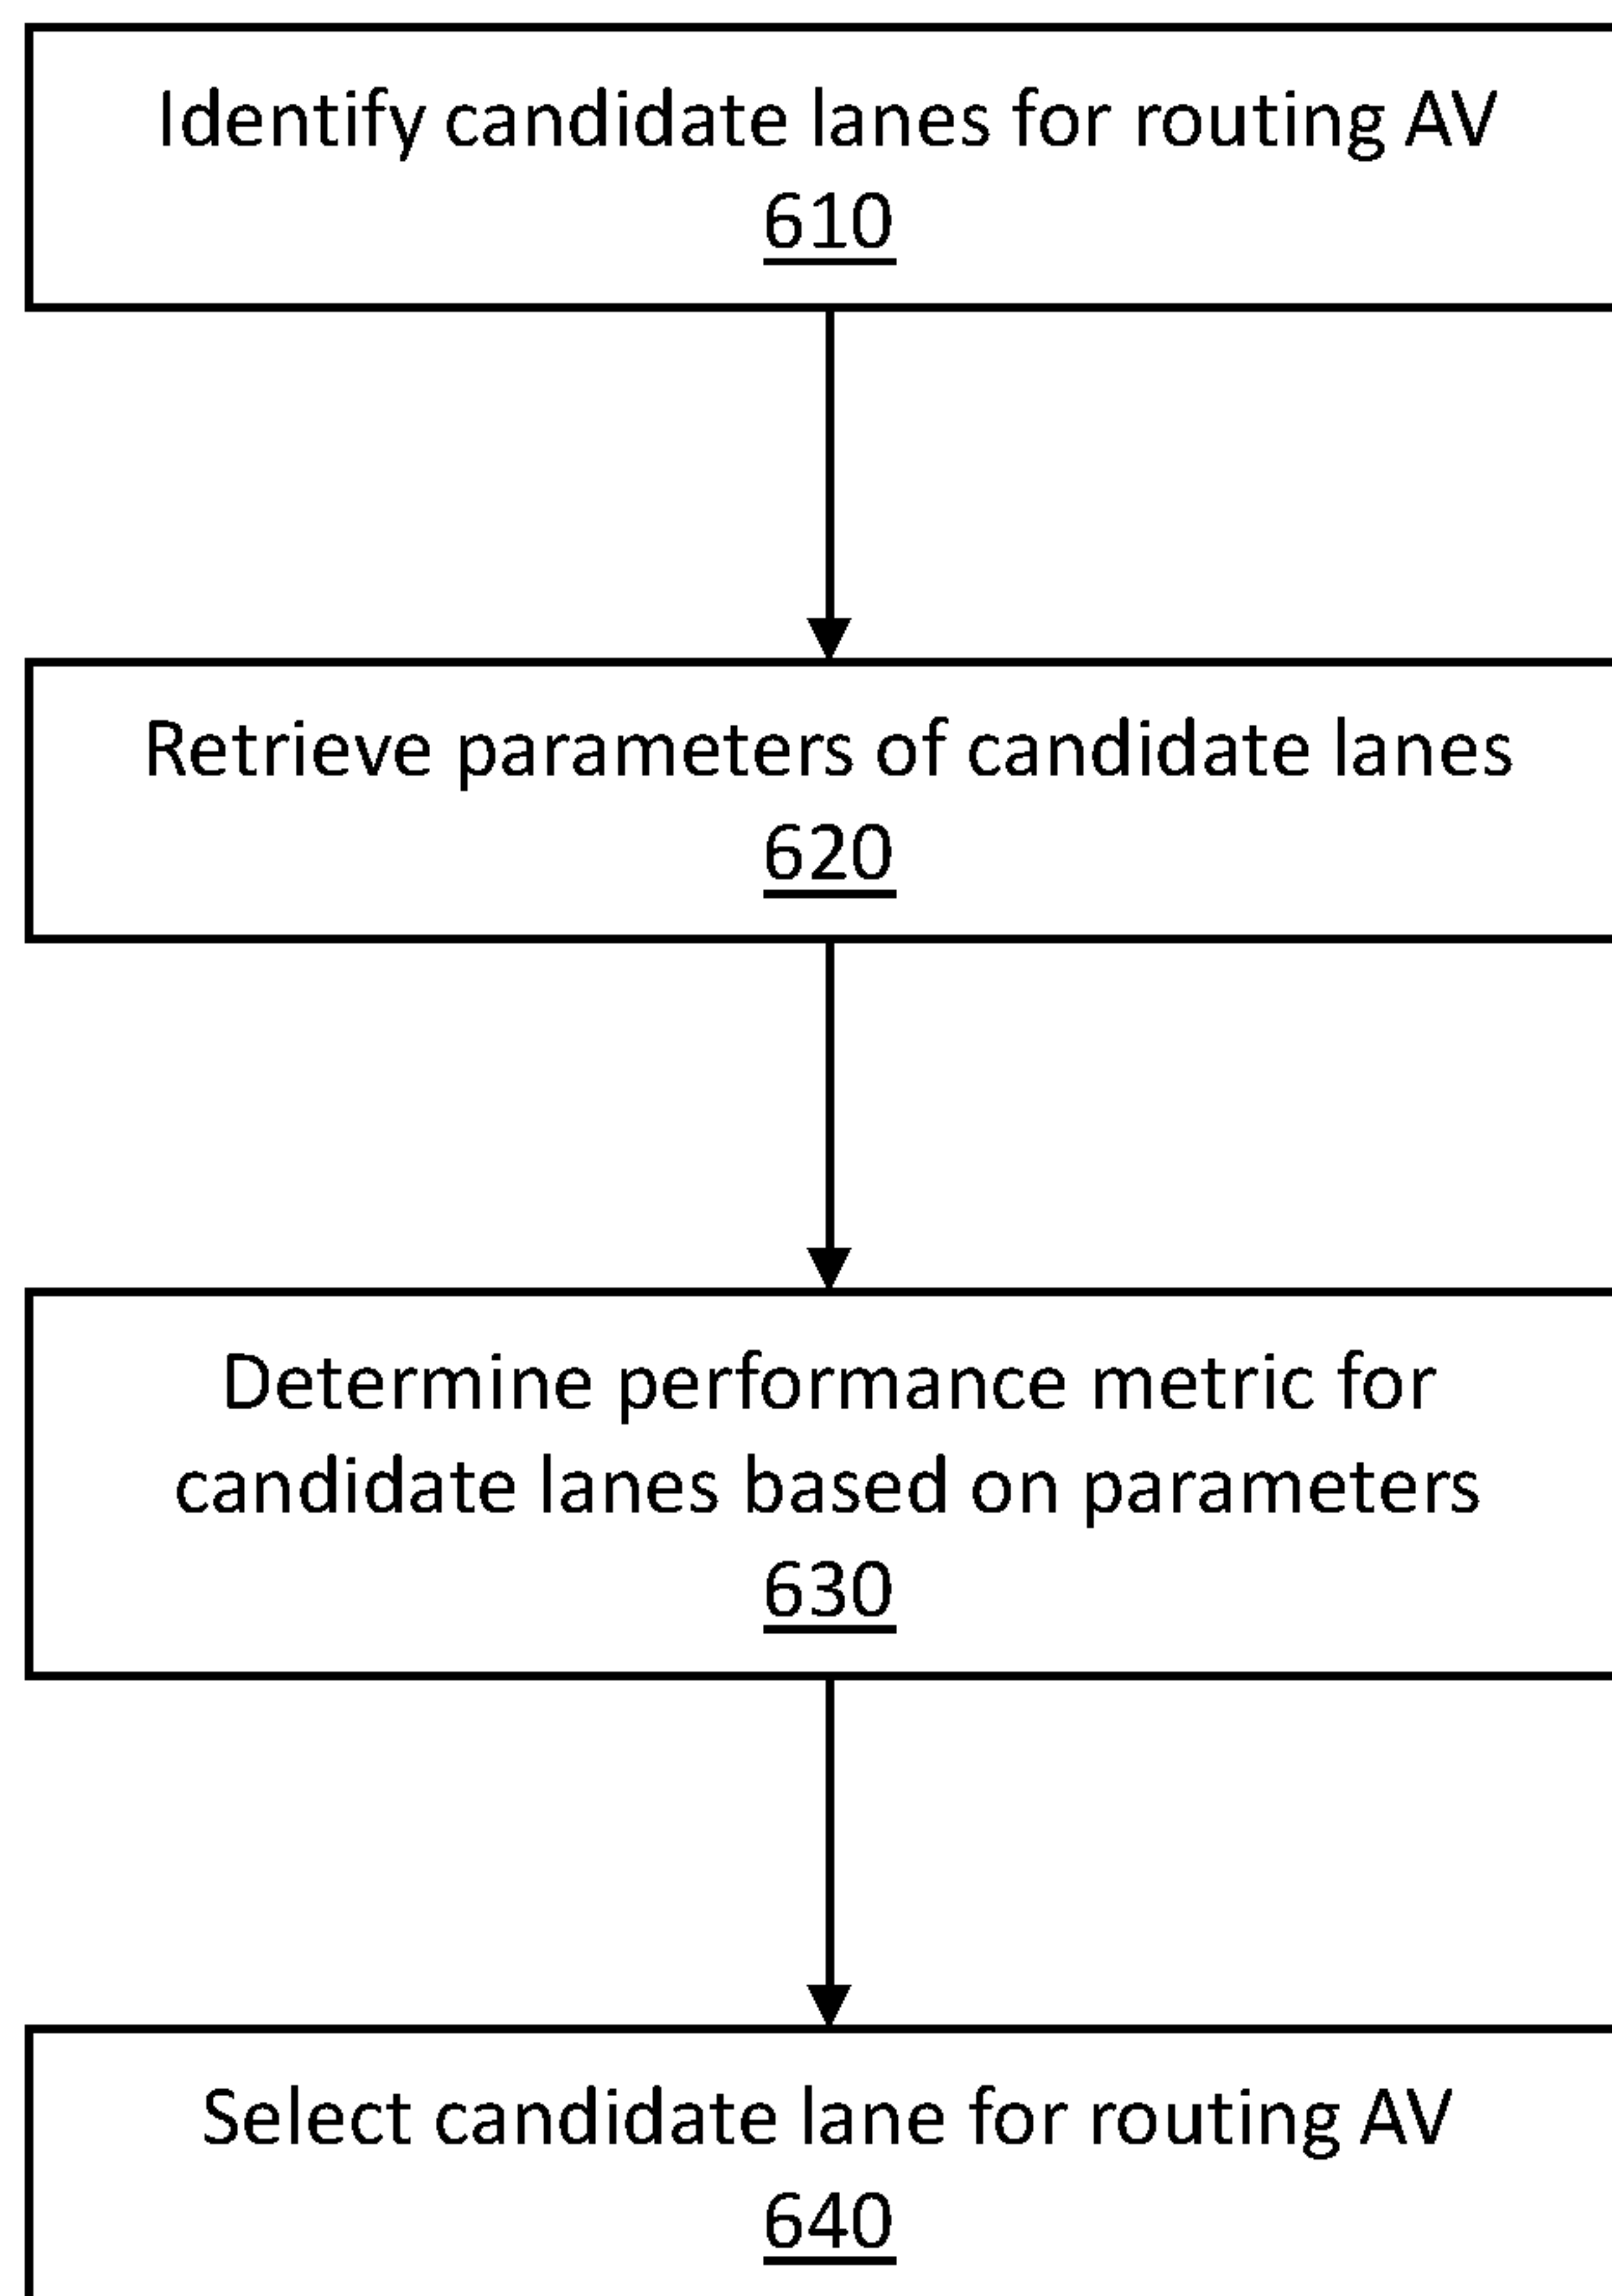 Identify candidate lanes for routing AV
610
Retrieve parameters of candidate lanes
620
Determine performance metric for
candidate lanes based on parameters
630
Select candidate lane for routing AV
640